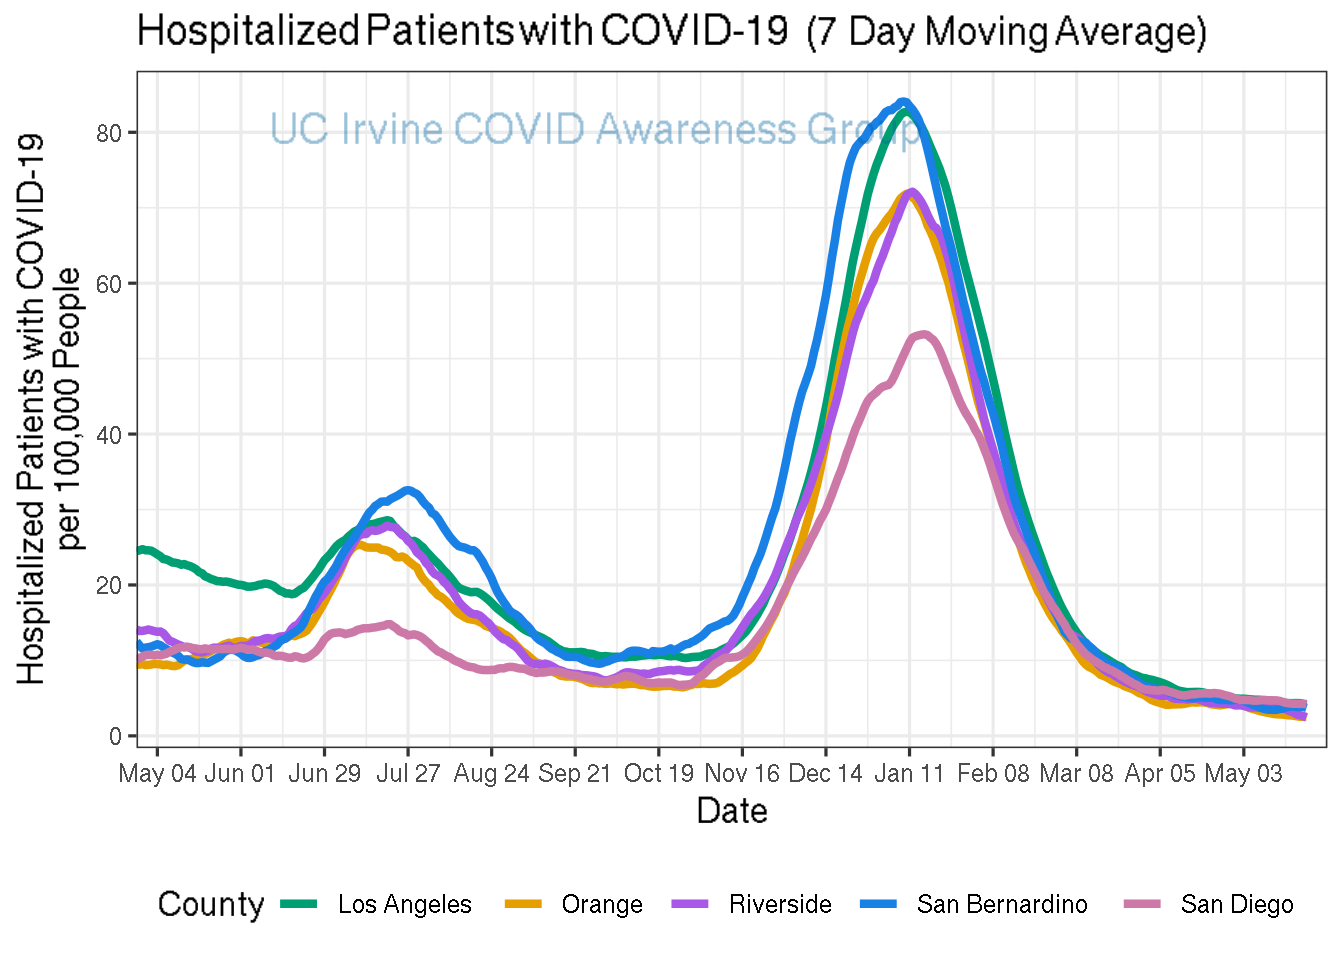 Hospitalized Patients with COVID-19 (7 Day Moving Average)
UC Irvine COVID Awareness Group
Hospitalized Patients with COVID-19
per 100,000 People
80
60
40
20
0
May 04 Jun 01 Jun 29 Jul 27 Aug 24 Sep 21 Oct 19 Nov 16 Dec 14 Jan 11 Feb 08 Mar 08 Apr 05 May 03
Date
County Los Angeles Orange Riverside San Bernardino San Diego